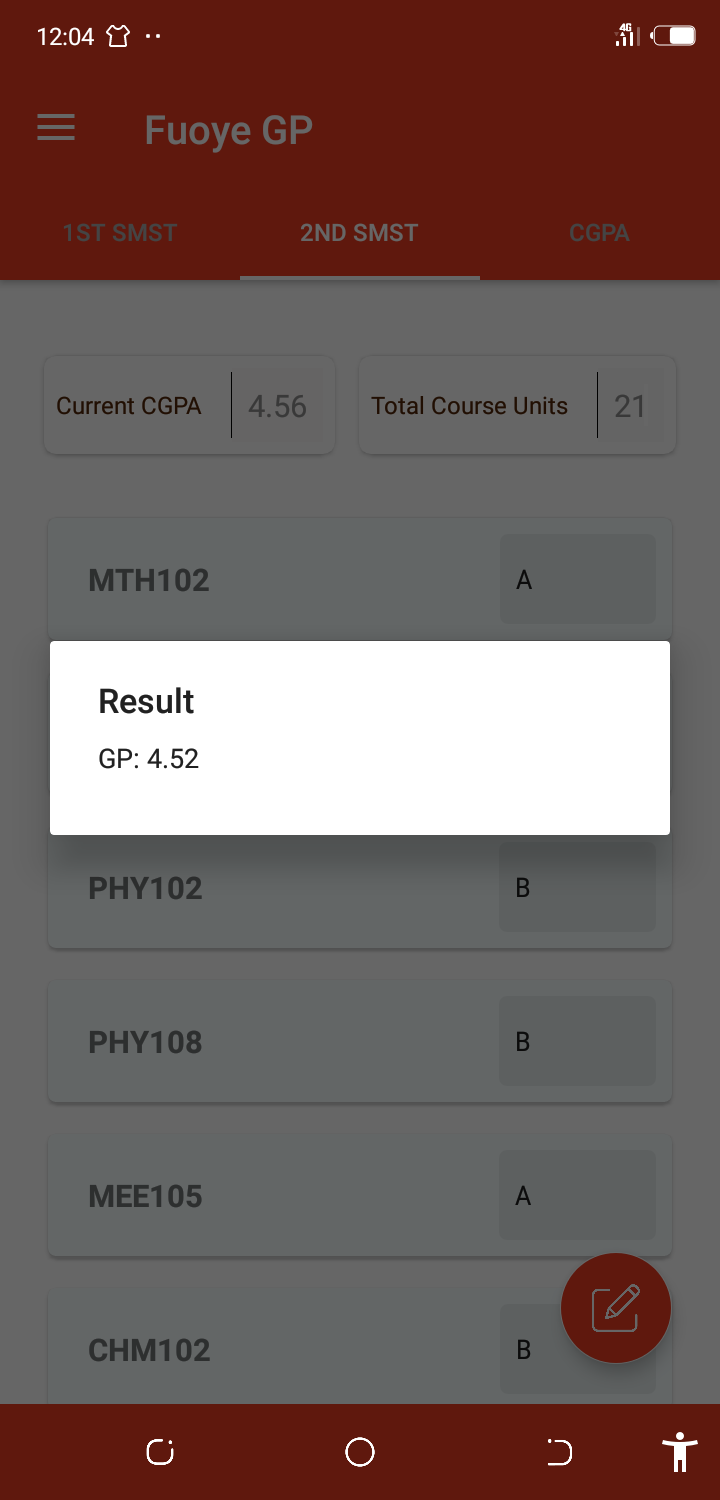 12:04
4G
Fuoye GP
1ST SMST 2ND SMST CGPA
Current CGPA 4.56 Total Course Units 21
MTH102 A
Result
GP: 4.52
PHY102 B
PHY108 B
MEE105 A
CHM102 B